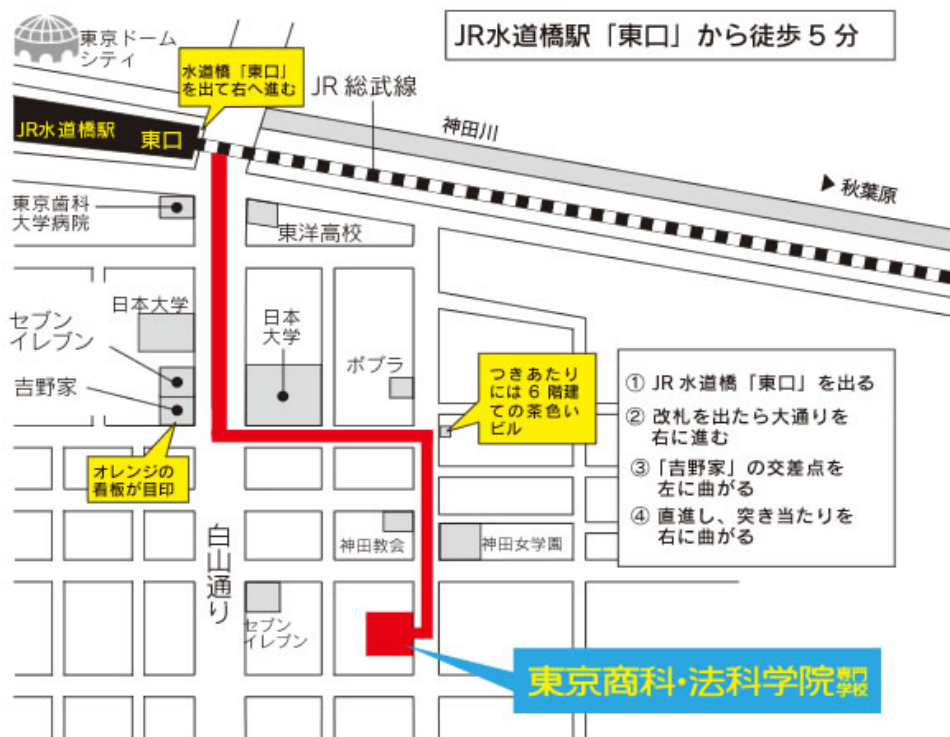 東京ドーム
シティ
JR水道橋駅「東口」から徒歩5分
水道橋「東口」
を出て右へ進む
JR 総武線
JR水道橋駅 東口
神田川
▶ 秋葉原
東京歯科
大学病院
東洋高校
日本大学
セブン
イレブン
吉野家
日本
大学
ポプラ
つきあたり
には 6 階建
ての茶色い
ビル
オレンジの
看板が目印
① JR 水道橋「東口」を出る
② 改札を出たら大通りを
右に進む
③「吉野家」の交差点を
左に曲がる
④ 直進し、突き当たりを
右に曲がる
白山通り
神田教会
神田女学園
セブン
イレブン
東京商科・法科学院専門
学校